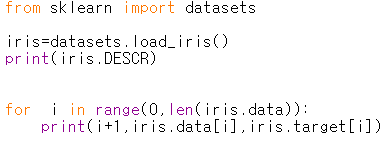 from sklearn import datasets
iris=datasets.load_iris()
print(iris.DESCR)
for  i in range(0,len(iris.data)):
    print(i+1,iris.data[i],iris.target[i])